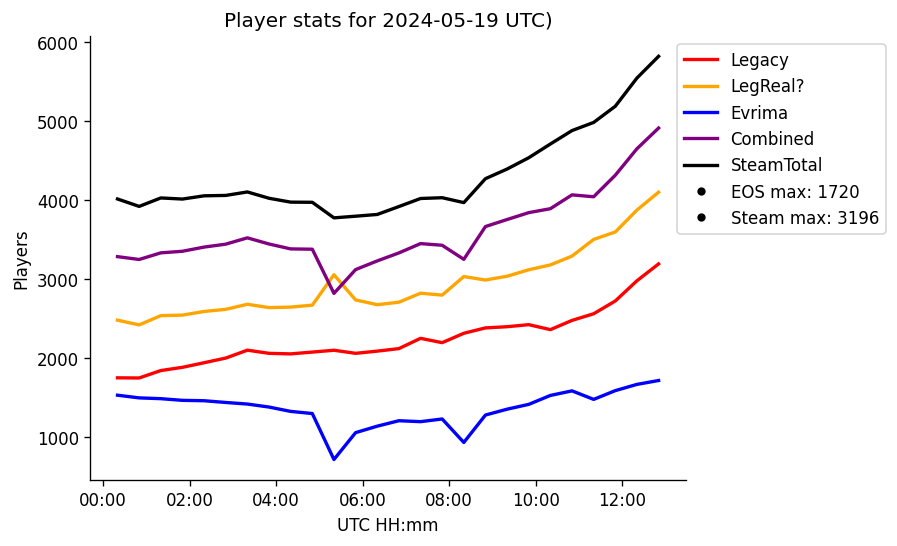 Player stats for 2024-05-19 UTC)
6000
5000
4000
3000
2000
1000
Players
00:00 02:00 04:00 06:00 08:00 10:00 12:00
UTC HH:mm
Legacy
LegReal?
Evrima
Combined
SteamTotal
EOS max: 1720
Steam max: 3196